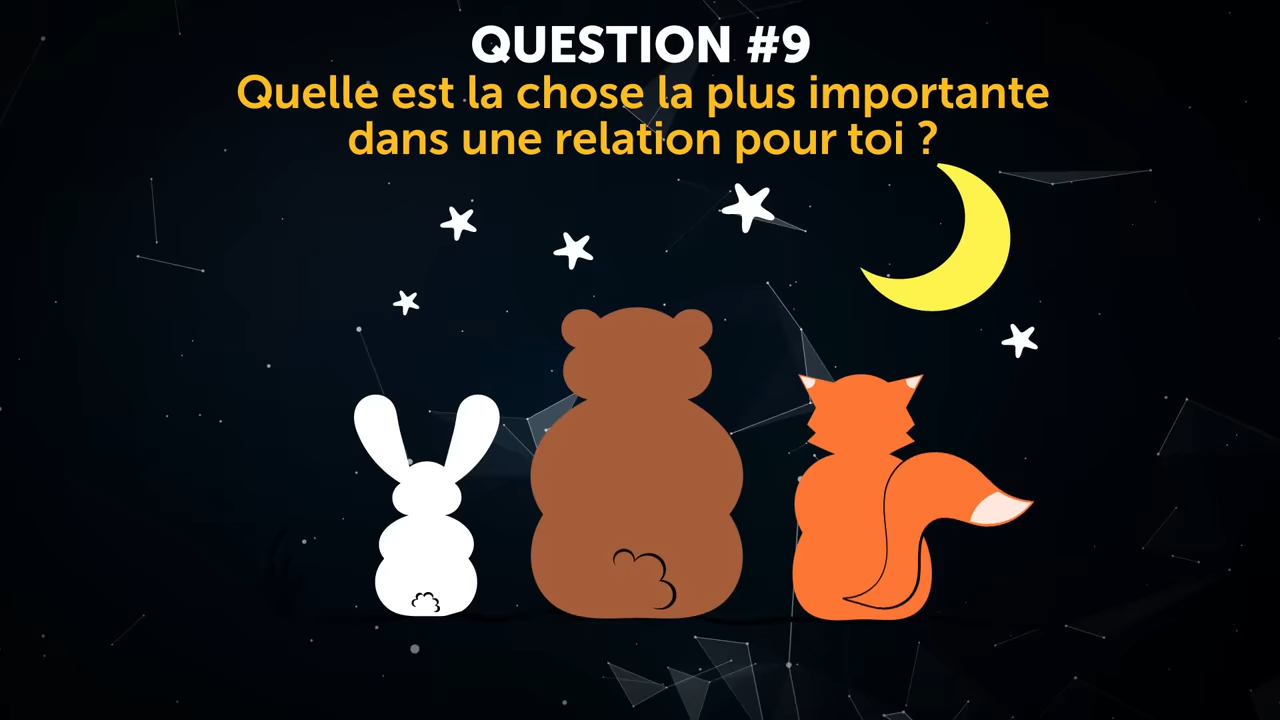 QUESTION #9
Quelle est la chose la plus importante
dans une relation pour toi ?